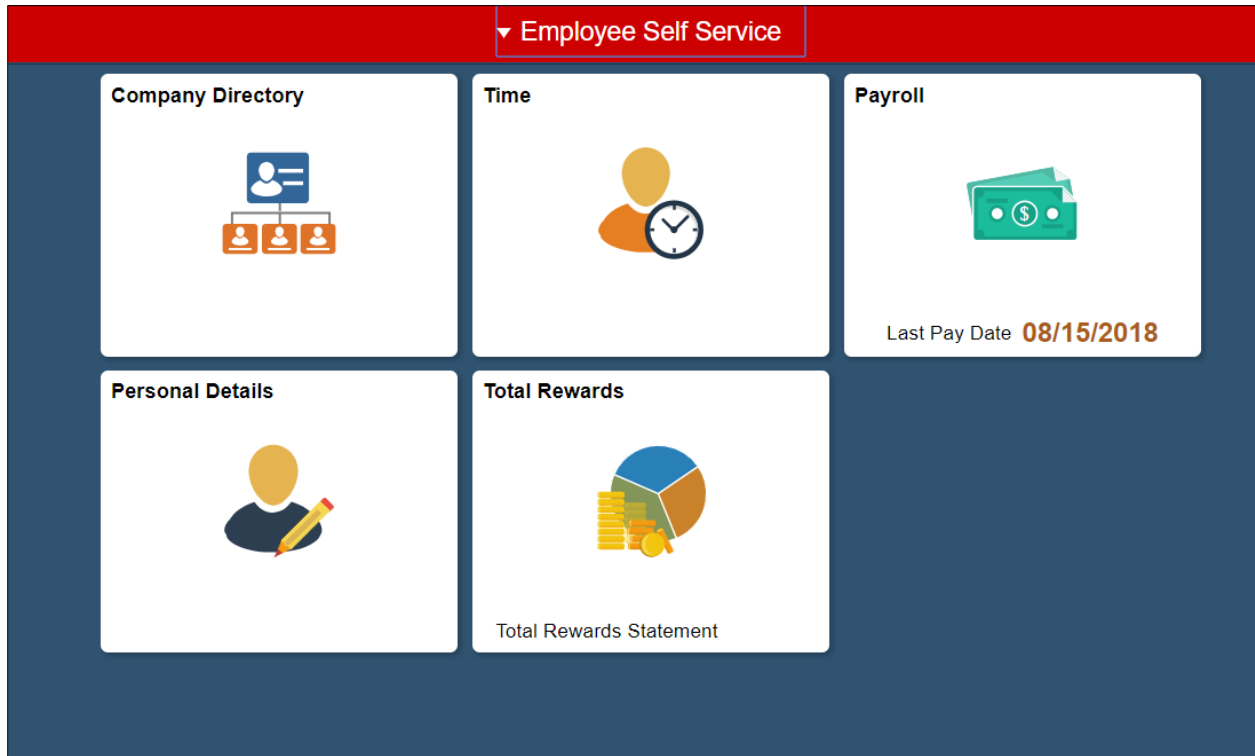 Employee Self Service
Company Directory
Time
Payroll
$
Last Pay Date 08/15/2018
Personal Details
Total Rewards
Total Rewards Statement